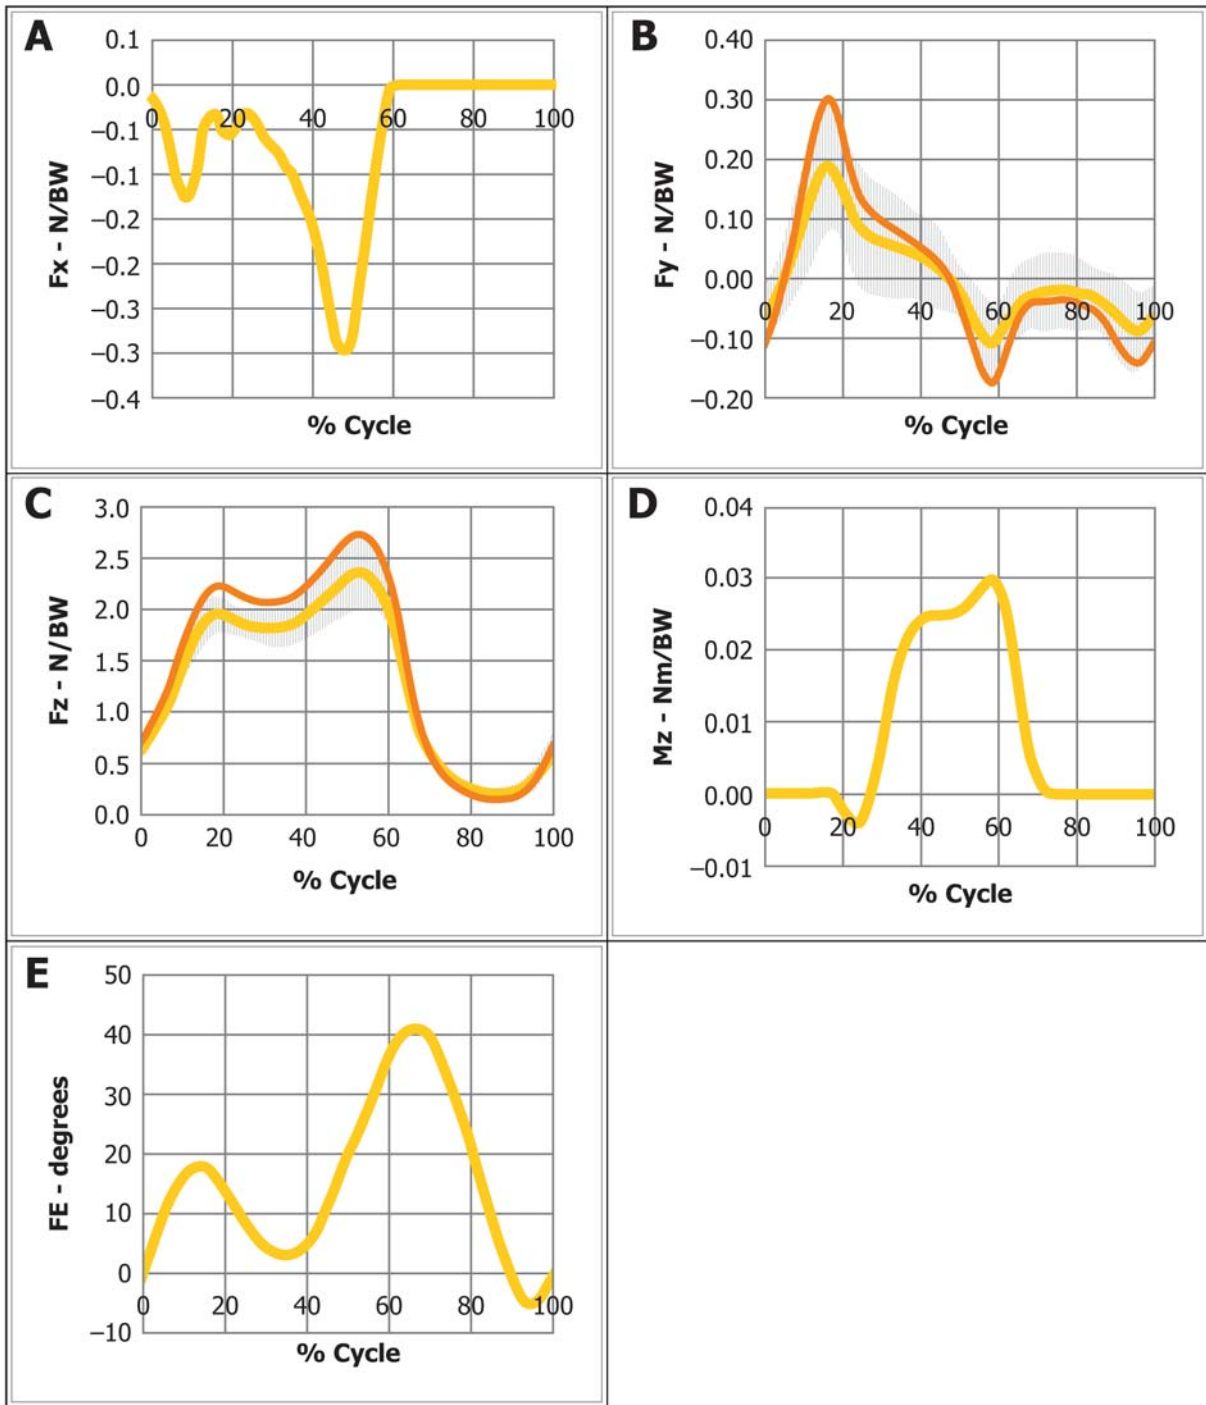 A
Fx - N/BW
0.1
0.0
−0.1
−0.1
−0.2
−0.2
−0.3
−0.3
−0.4
0 20 40 60 80 100
% Cycle
B
Fy - N/BW
0.40
0.30
0.20
0.10
0.00
−0.10
−0.20
0 20 40 60 80 100
% Cycle
C
Fz - N/BW
3.0
2.5
2.0
1.5
1.0
0.5
0.0
0 20 40 60 80 100
% Cycle
D
Mz - Nm/BW
0.04
0.03
0.02
0.01
0.00
−0.01
0 20 40 60 80 100
% Cycle
E
FE - degrees
50
40
30
20
10
0
−10
0 20 40 60 80 100
% Cycle